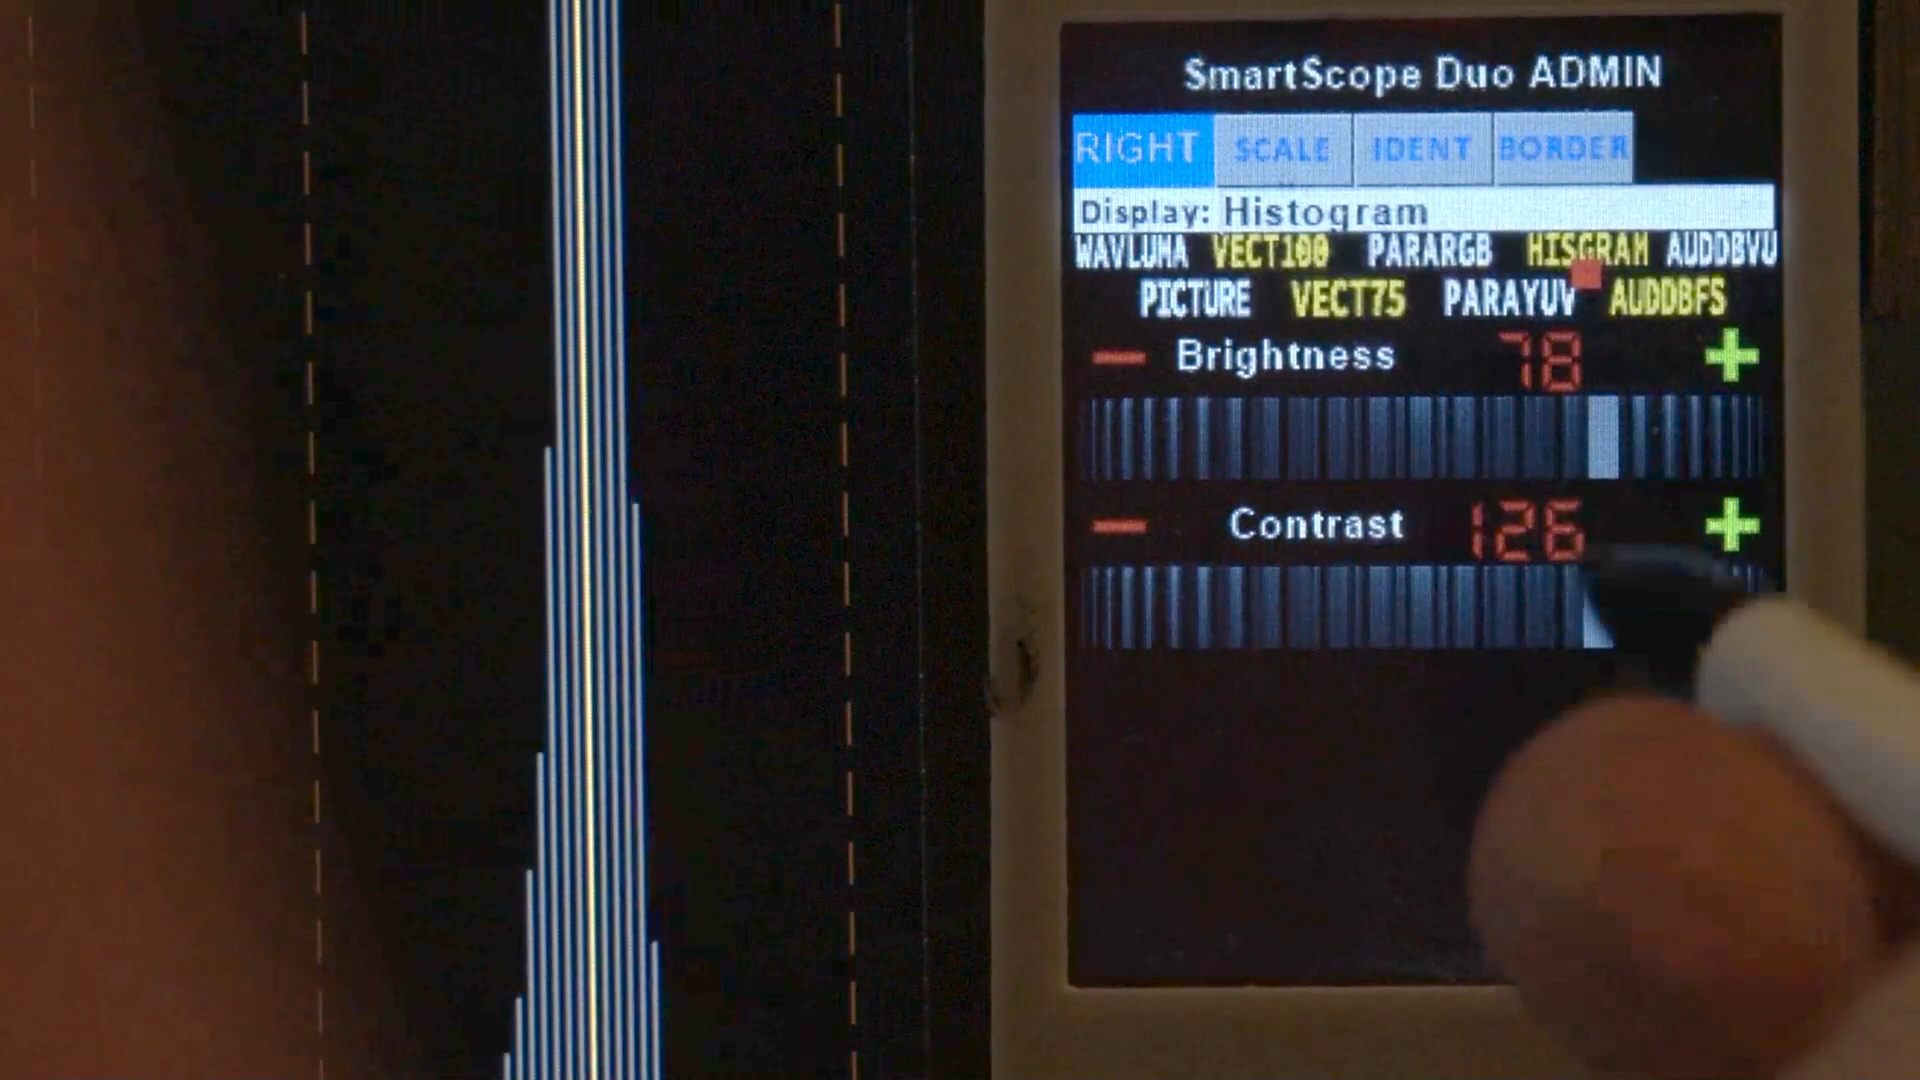 SmartScope Duo ADMIN
RIGHT SCALE IDENT BORDER
Display: Histogram
WAVLUMA VECT100 PARARGB HISGRAM AUDDBVU
PICTURE VECT75 PARAYUV AUDDBFS
− Brightness 78 +
− Contrast 126 +